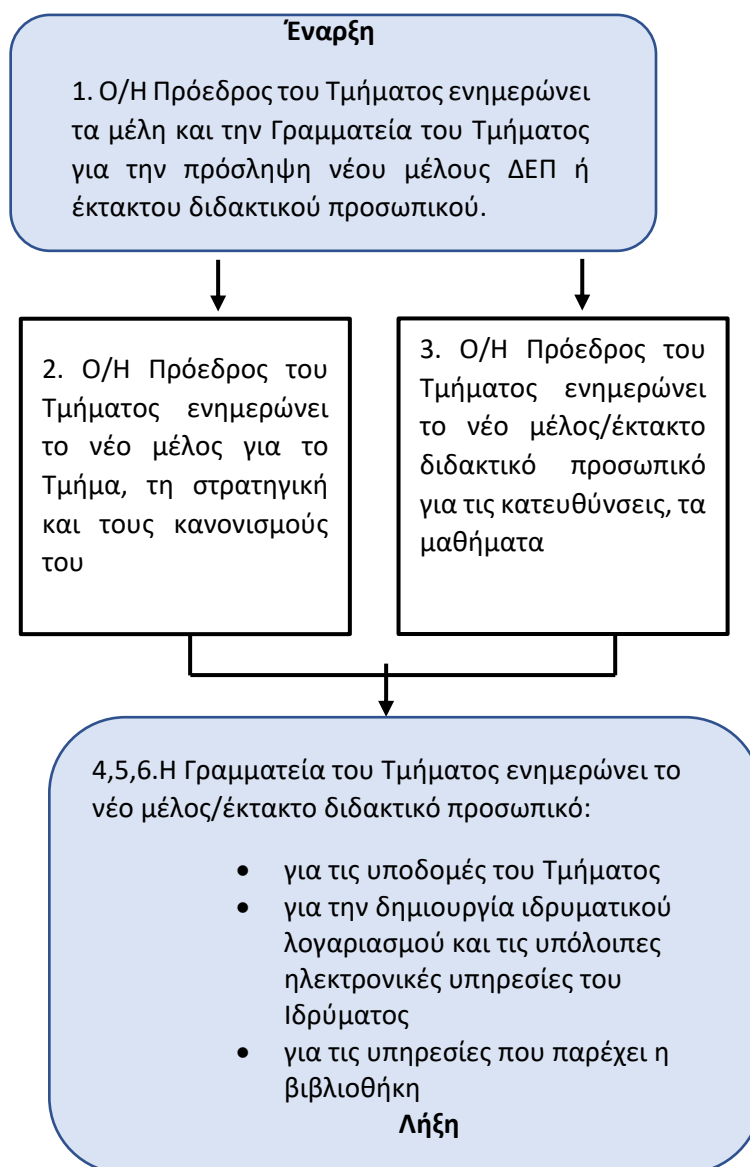 Έναρξη
1. Ο/Η Πρόεδρος του Τμήματος ενημερώνει
τα μέλη και την Γραμματεία του Τμήματος
για την πρόσληψη νέου μέλους ΔΕΠ ή
έκτακτου διδακτικού προσωπικού.
2. Ο/Η Πρόεδρος του
Τμήματος ενημερώνει
το νέο μέλος για το
Τμήμα, τη στρατηγική
και τους κανονισμούς
του
3. Ο/Η Πρόεδρος του
Τμήματος ενημερώνει
το νέο μέλος/έκτακτο
διδακτικό προσωπικό
για τις κατευθύνσεις, τα
μαθήματα
4,5,6.Η Γραμματεία του Τμήματος ενημερώνει το
νέο μέλος/έκτακτο διδακτικό προσωπικό:
• για τις υποδομές του Τμήματος
• για την δημιουργία ιδρυματικού
λογαριασμού και τις υπόλοιπες
ηλεκτρονικές υπηρεσίες του
Ιδρύματος
• για τις υπηρεσίες που παρέχει η
βιβλιοθήκη
Λήξη